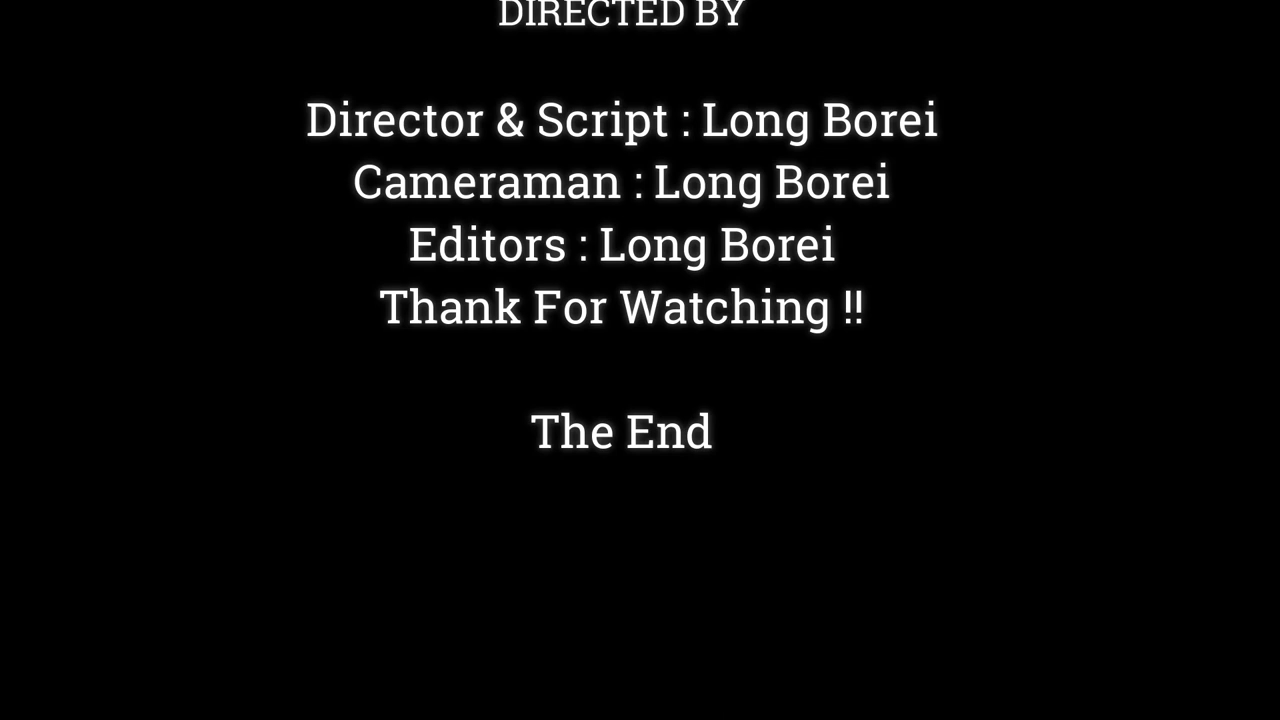 DIRECTED BY
Director & Script : Long Borei
Cameraman : Long Borei
Editors : Long Borei
Thank For Watching !!
The End